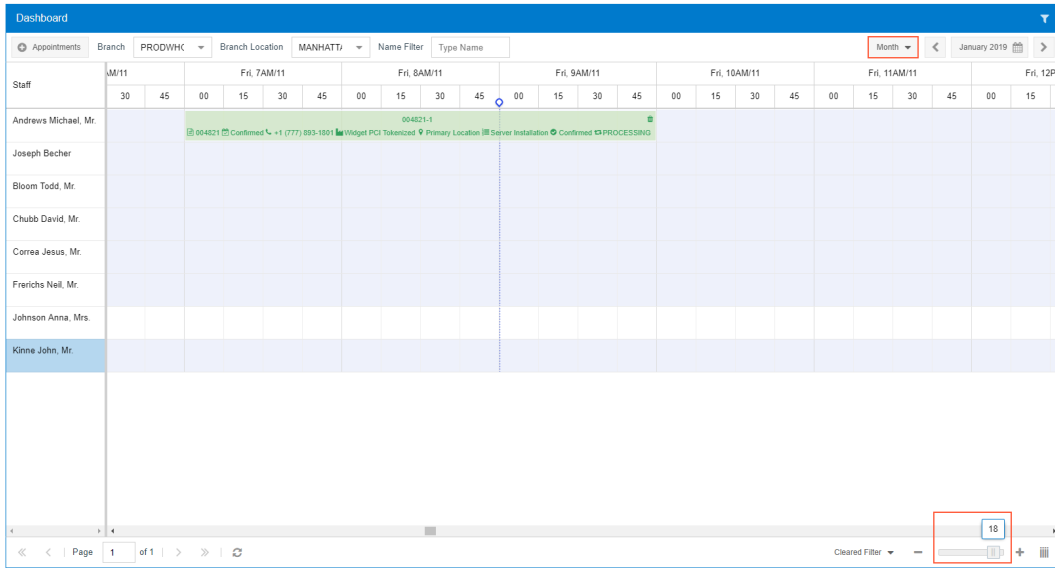 Dashboard
Appointments Branch PRODWHC Branch Location MANHATT Name Filter Type Name Month January 2019
Staff
AM/11 Fri, 7AM/11 Fri, 8AM/11 Fri, 9AM/11 Fri, 10AM/11 Fri, 11AM/11 Fri, 12P
30 45 00 15 30 45 00 15 30 45 00 15 30 45 00 15 30 45 00 15 30 45 00 15
Andrews Michael, Mr.
004821-1
004821 Confirmed +1 (777) 893-1801 Widget PCI Tokenized Primary Location Server Installation Confirmed PROCESSING
Joseph Becher
Bloom Todd, Mr.
Chubb David, Mr.
Correa Jesus, Mr.
Frerichs Neil, Mr.
Johnson Anna, Mrs.
Kinne John, Mr.
18
Page 1 of 1 Cleared Filter